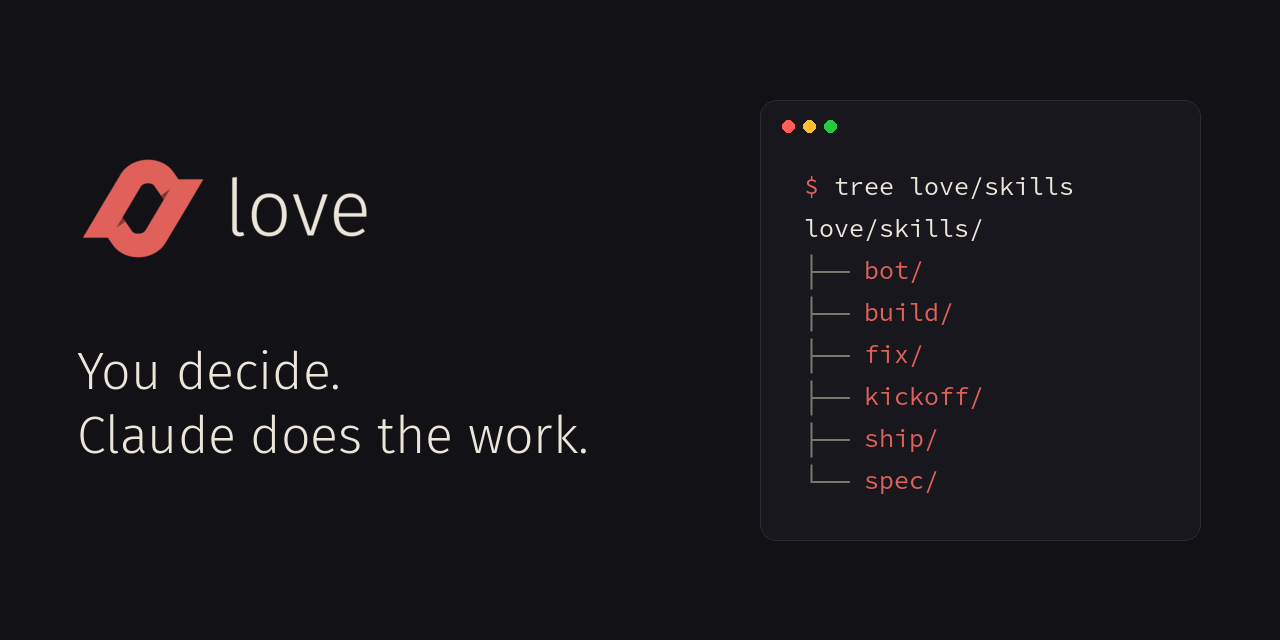 love
You decide.
Claude does the work.
$ tree love/skills
love/skills/
├── bot/
├── build/
├── fix/
├── kickoff/
├── ship/
└── spec/